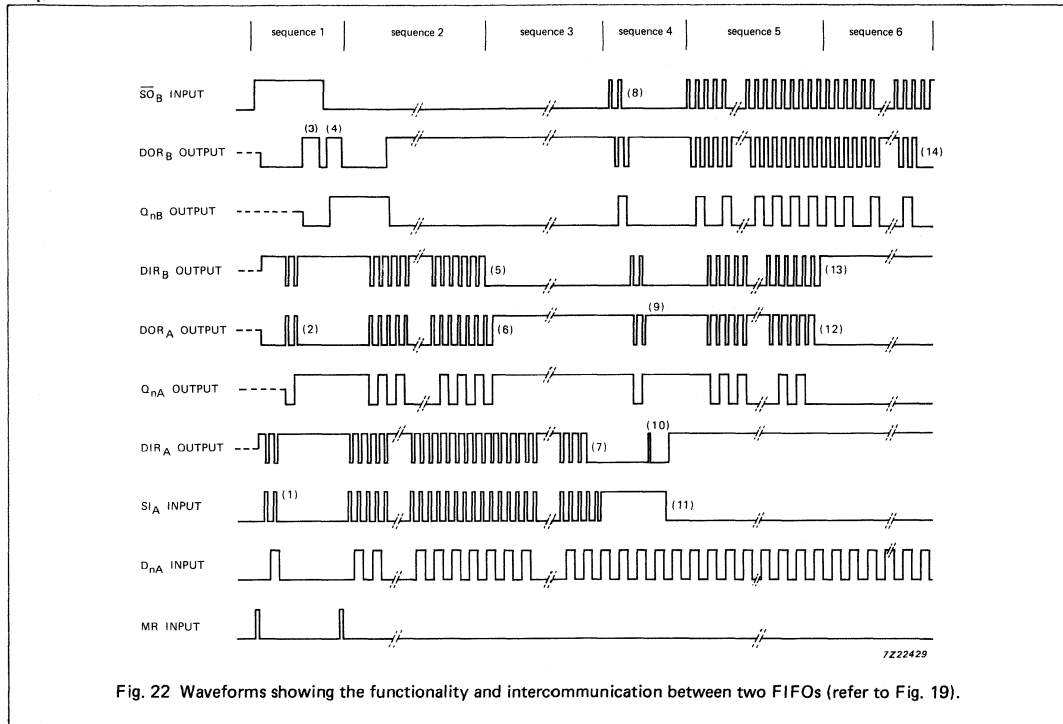 sequence 1 sequence 2 sequence 3 sequence 4 sequence 5 sequence 6
SO_B INPUT (8)
(3) (4)
DOR_B OUTPUT (14)
Q_nB OUTPUT
DIR_B OUTPUT (5) (13)
(9)
DOR_A OUTPUT (2) (6) (12)
Q_nA OUTPUT
(10)
DIR_A OUTPUT (7)
(1)
SI_A INPUT (11)
D_nA INPUT
MR INPUT
7Z22429
Fig. 22 Waveforms showing the functionality and intercommunication between two FIFOs (refer to Fig. 19).